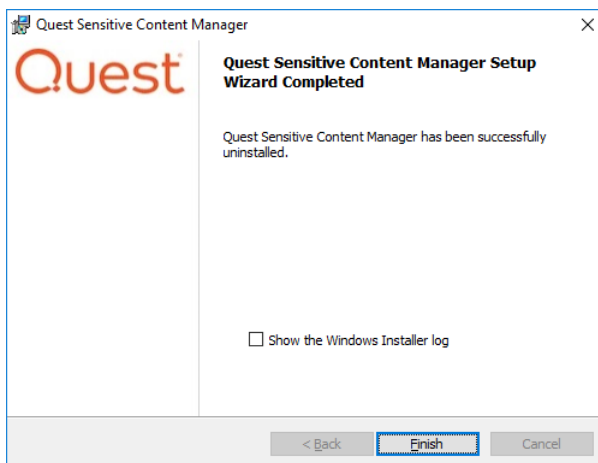 Quest Sensitive Content Manager
Quest
Quest Sensitive Content Manager Setup
Wizard Completed
Quest Sensitive Content Manager has been successfully
uninstalled.
Show the Windows Installer log
< Back
Finish
Cancel